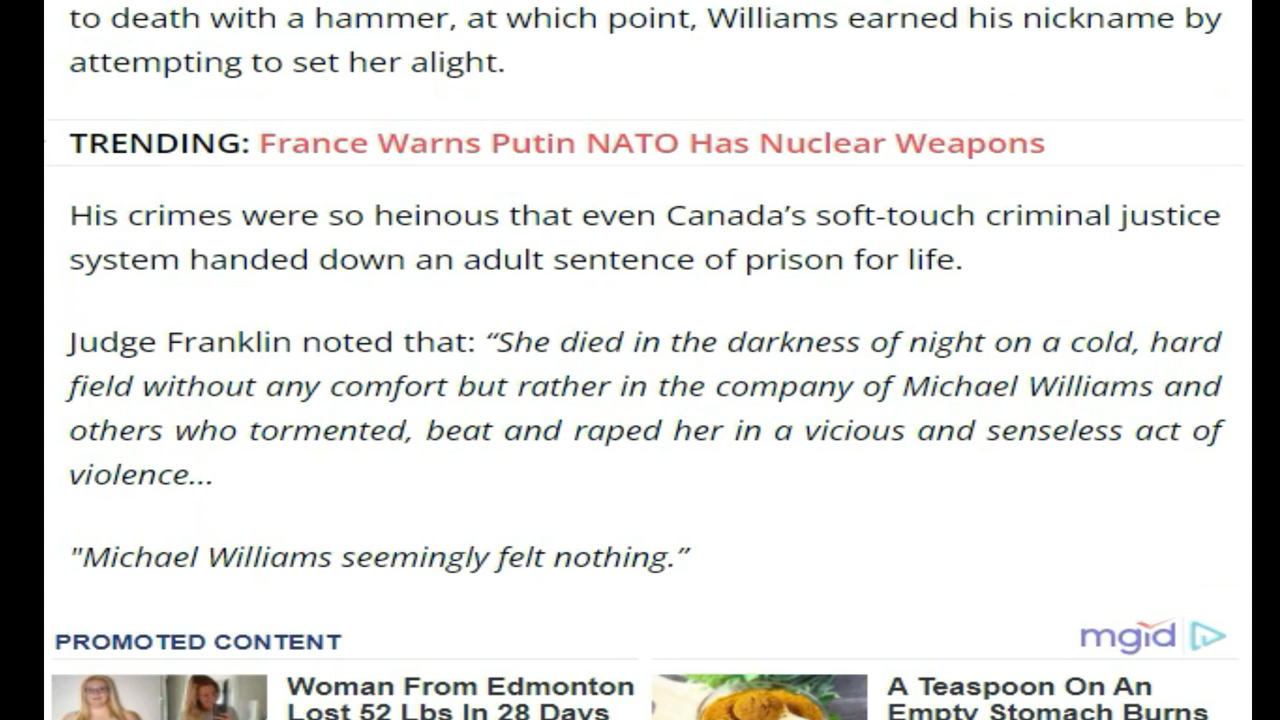 to death with a hammer, at which point, Williams earned his nickname by
attempting to set her alight.
TRENDING: France Warns Putin NATO Has Nuclear Weapons
His crimes were so heinous that even Canada’s soft-touch criminal justice
system handed down an adult sentence of prison for life.
Judge Franklin noted that: “She died in the darkness of night on a cold, hard
field without any comfort but rather in the company of Michael Williams and
others who tormented, beat and raped her in a vicious and senseless act of
violence...
"Michael Williams seemingly felt nothing.”
PROMOTED CONTENT
mgid
Woman From Edmonton
Lost 52 Lbs In 28 Days
A Teaspoon On An
Empty Stomach Burns